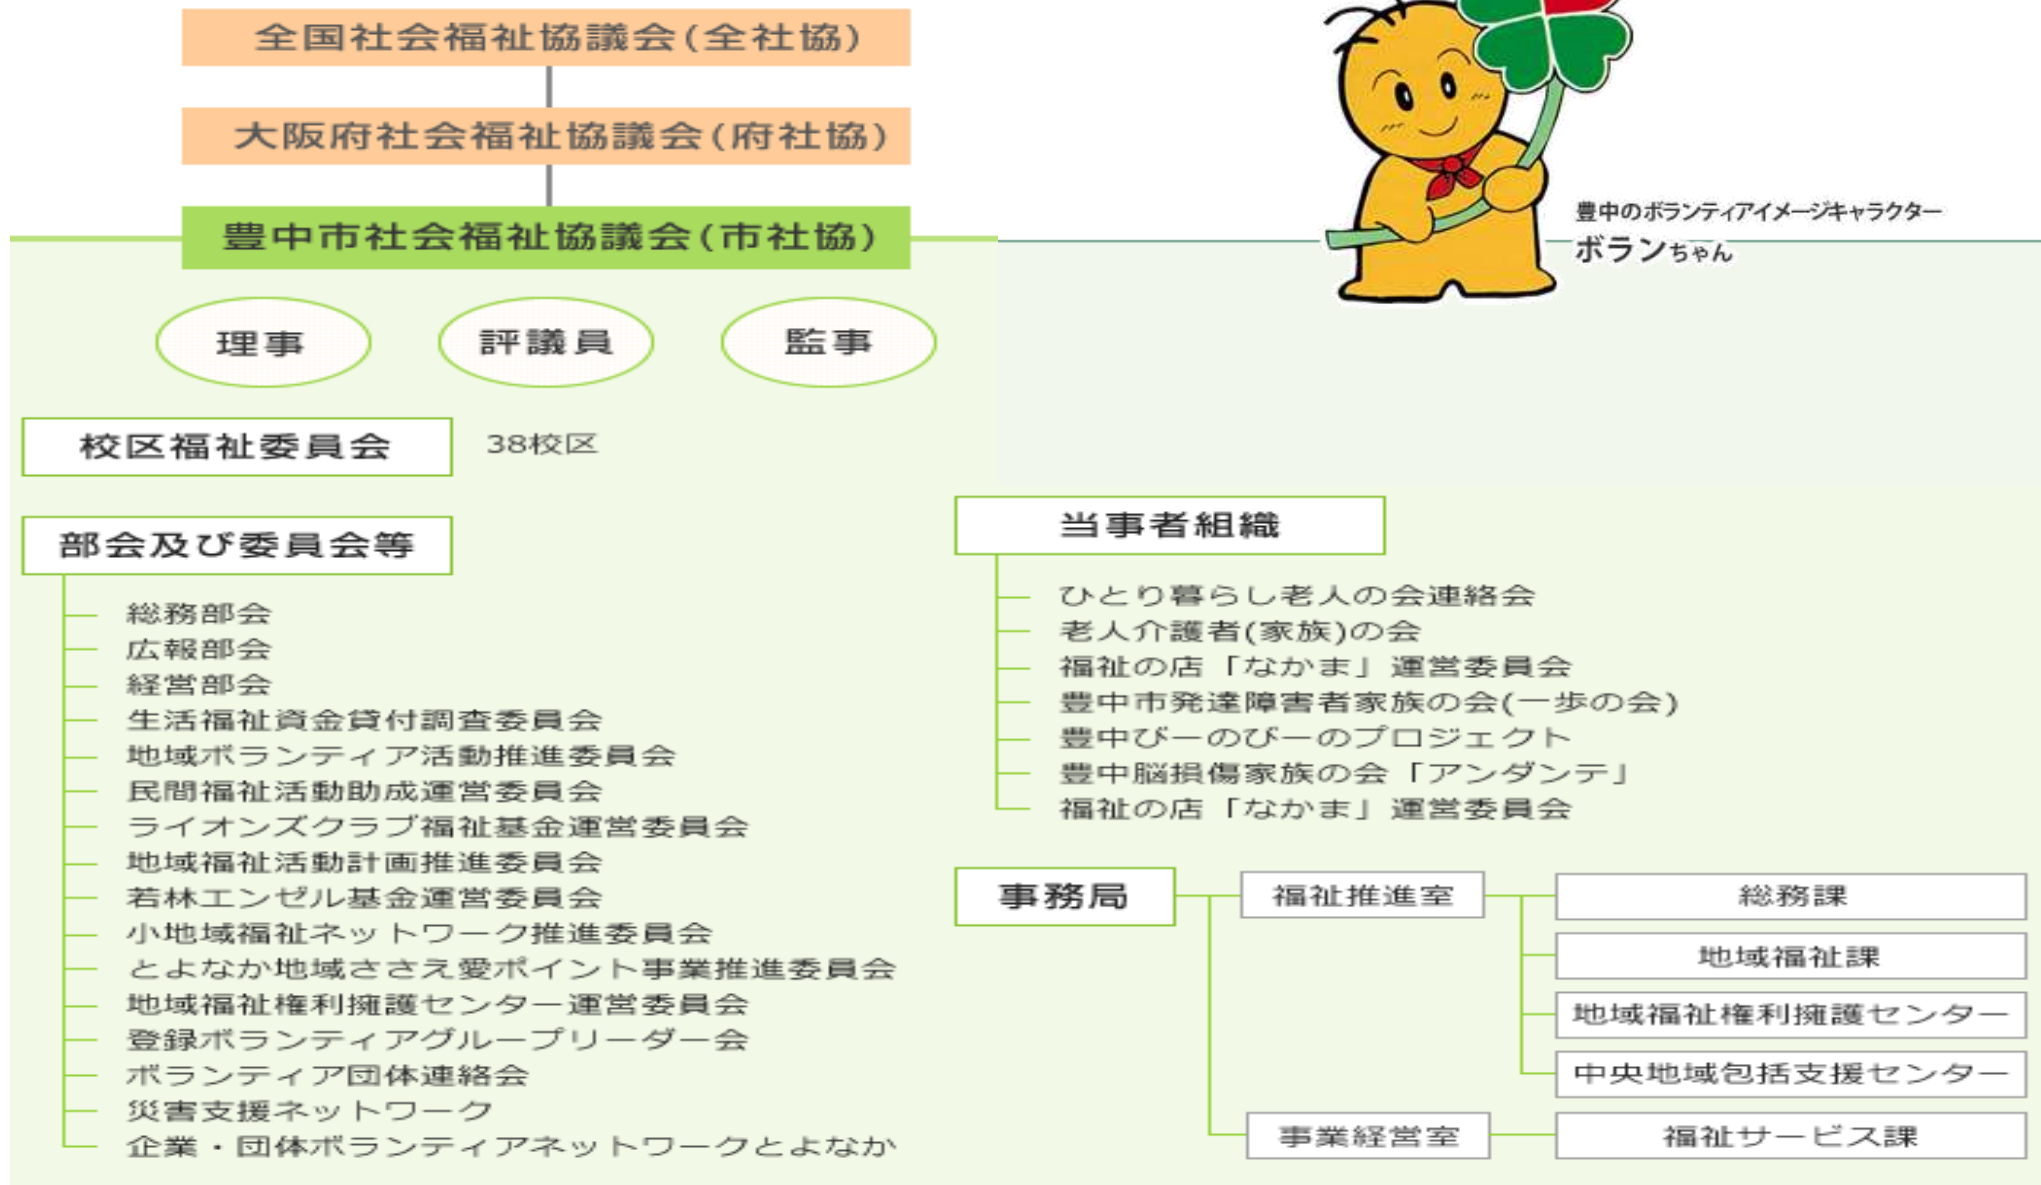 全国社会福祉協議会(全社協)
大阪府社会福祉協議会(府社協)
豊中市社会福祉協議会(市社協)
豊中のボランティアイメージキャラクター
ボランちゃん
理事
評議員
監事
校区福祉委員会
38校区
部会及び委員会等
総務部会
広報部会
経営部会
生活福祉資金貸付調査委員会
地域ボランティア活動推進委員会
民間福祉活動助成運営委員会
ライオンズクラブ福祉基金運営委員会
地域福祉活動計画推進委員会
若林エンゼル基金運営委員会
小地域福祉ネットワーク推進委員会
とよなか地域ささえ愛ポイント事業推進委員会
地域福祉権利擁護センター運営委員会
登録ボランティアグループリーダー会
ボランティア団体連絡会
災害支援ネットワーク
企業・団体ボランティアネットワークとよなか
当事者組織
ひとり暮らし老人の会連絡会
老人介護者(家族)の会
福祉の店「なかま」運営委員会
豊中市発達障害者家族の会(一歩の会)
豊中びーのびーのプロジェクト
豊中脳損傷家族の会「アンダンテ」
福祉の店「なかま」運営委員会
事務局
福祉推進室
総務課
地域福祉課
地域福祉権利擁護センター
中央地域包括支援センター
事業経営室
福祉サービス課